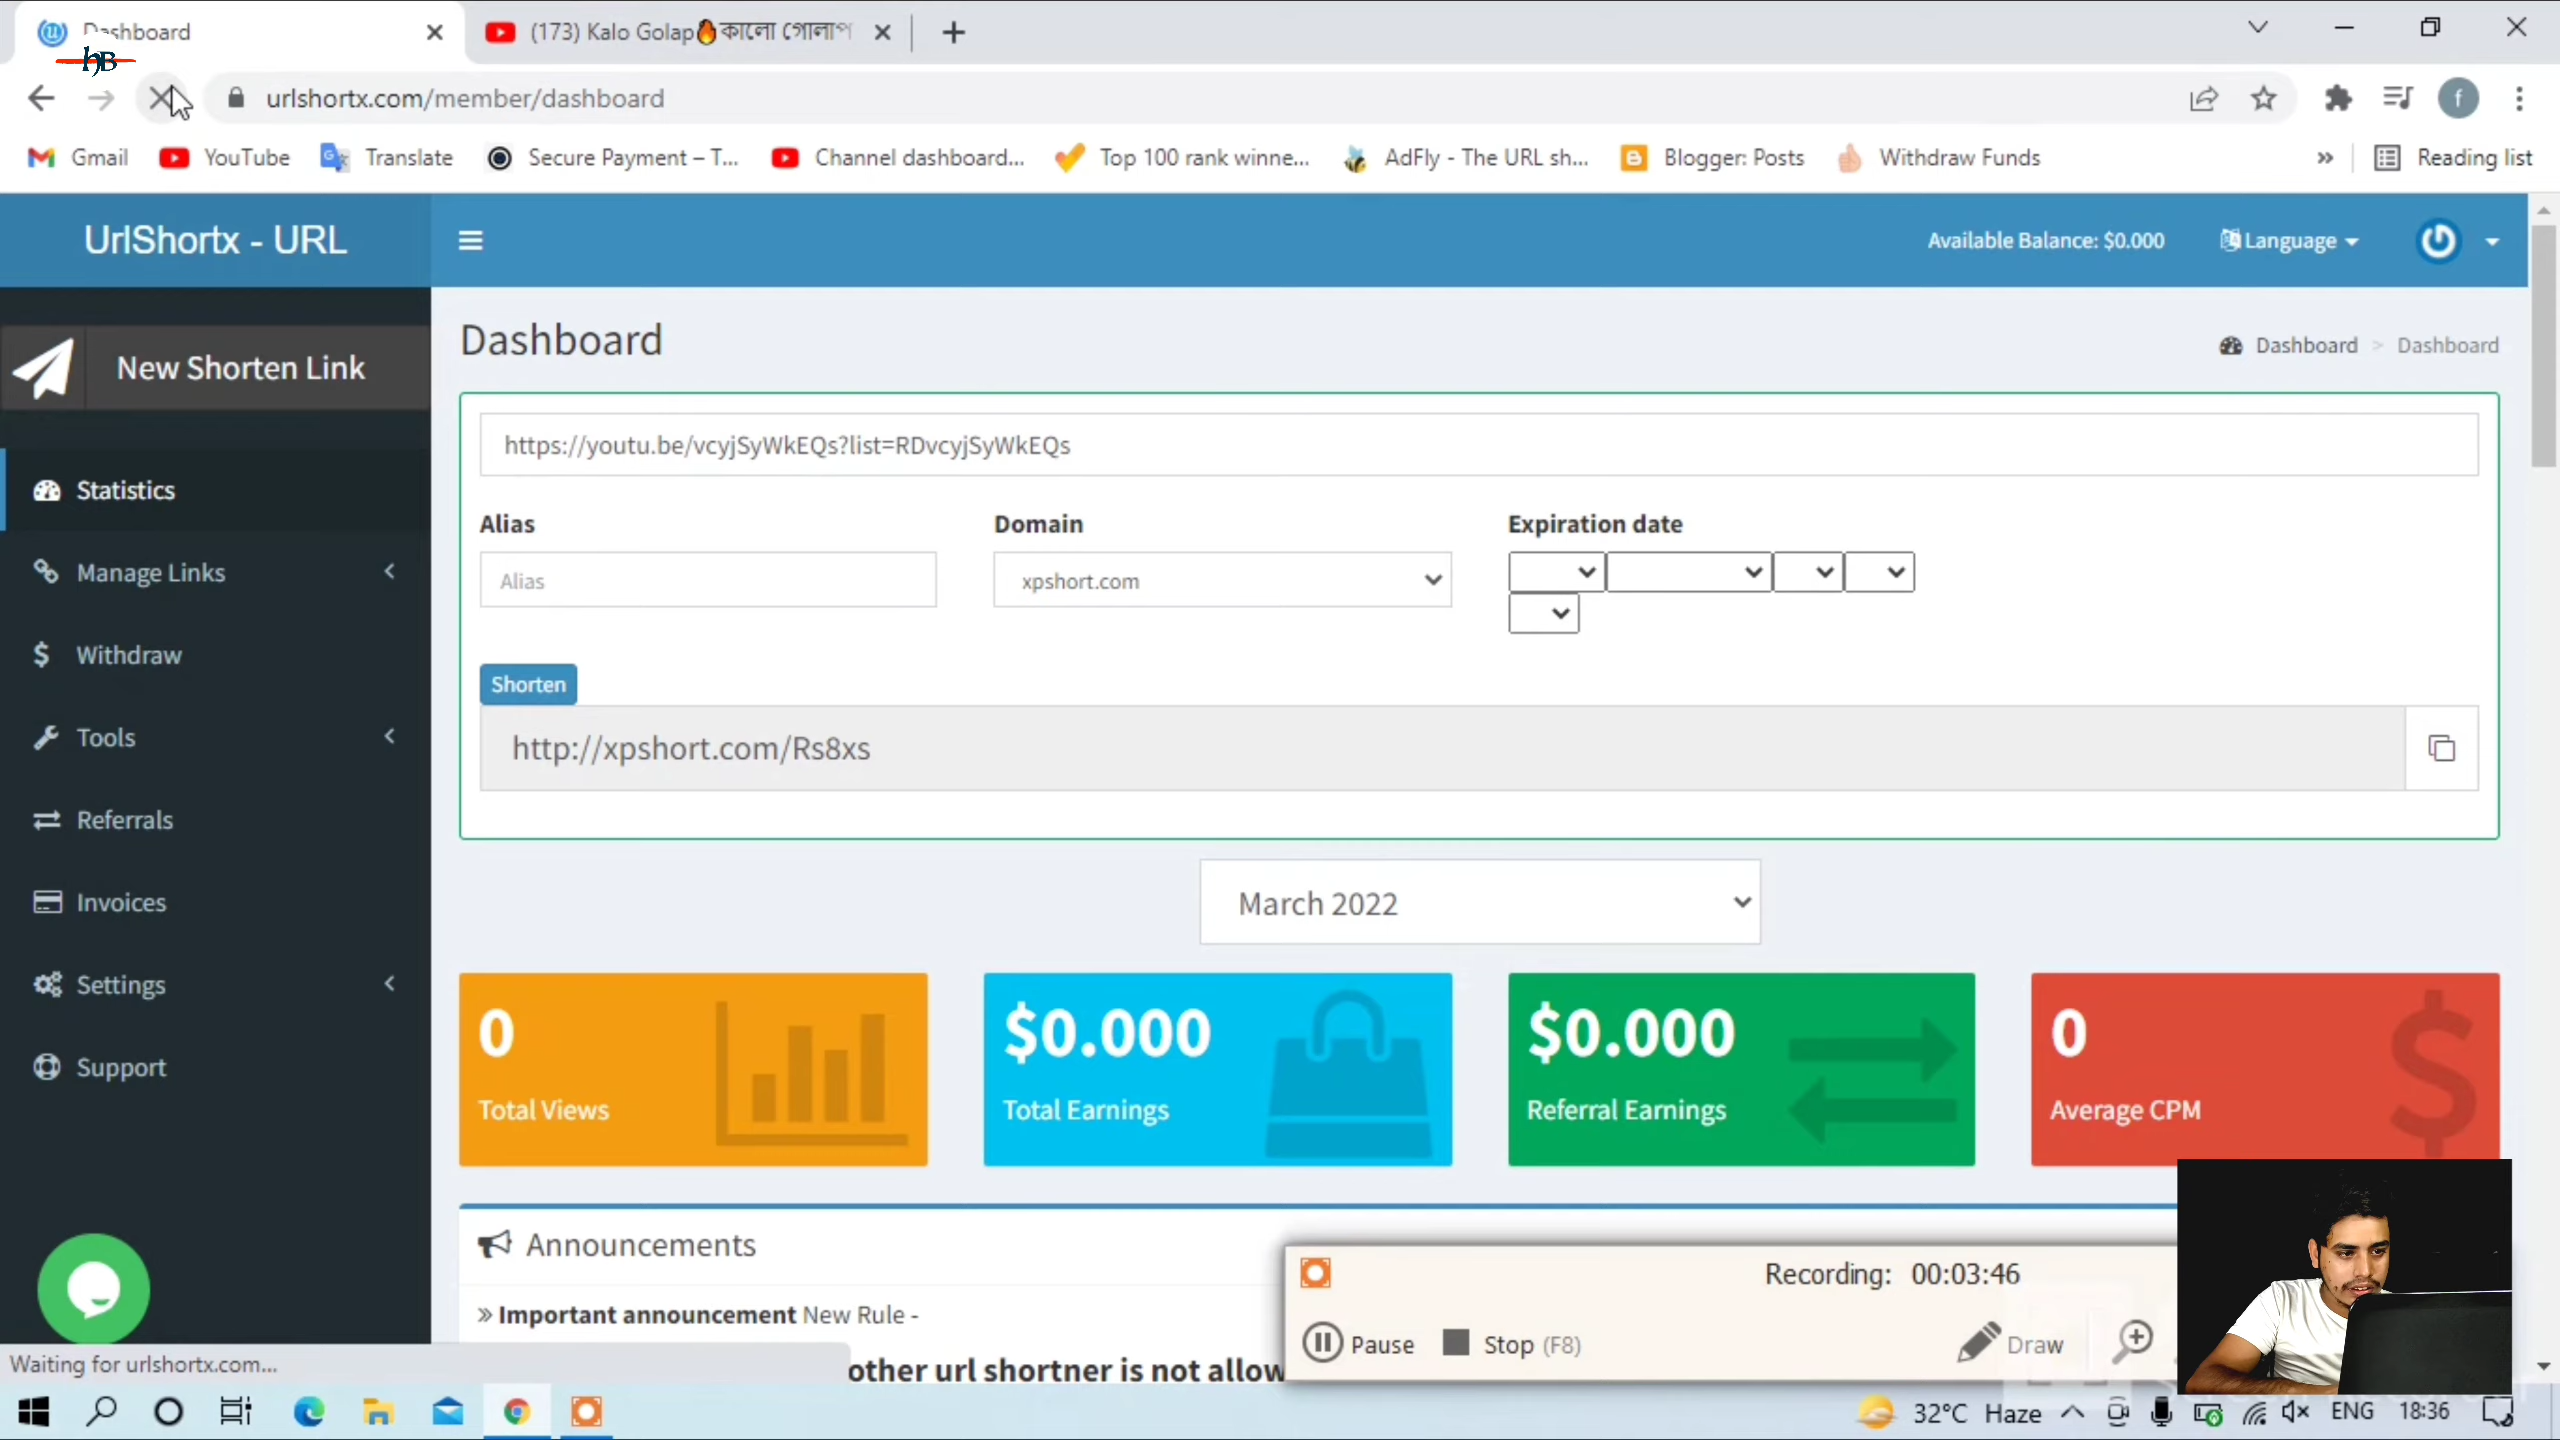 Dashboard
(173) Kalo Golap🔥কালো গোলাপ
hB
urlshortx.com/member/dashboard
f
Gmail
YouTube
Translate
Secure Payment – T...
Channel dashboard...
Top 100 rank winne...
AdFly - The URL sh...
Blogger: Posts
Withdraw Funds
»
Reading list
UrlShortx - URL
Available Balance: $0.000
Language
New Shorten Link
Dashboard
Dashboard > Dashboard
https://youtu.be/vcyjSyWkEQs?list=RDvcyjSyWkEQs
Statistics
Alias
Domain
Expiration date
Alias
xpshort.com
Manage Links
Withdraw
Shorten
Tools
http://xpshort.com/Rs8xs
Referrals
Invoices
March 2022
Settings
0
$0.000
$0.000
0
Support
Total Views
Total Earnings
Referral Earnings
Average CPM
Announcements
Recording: 00:03:46
» Important announcement New Rule -
Pause
Stop (F8)
Draw
Waiting for urlshortx.com...
other url shortner is not allow
32°C Haze
ENG
18:36